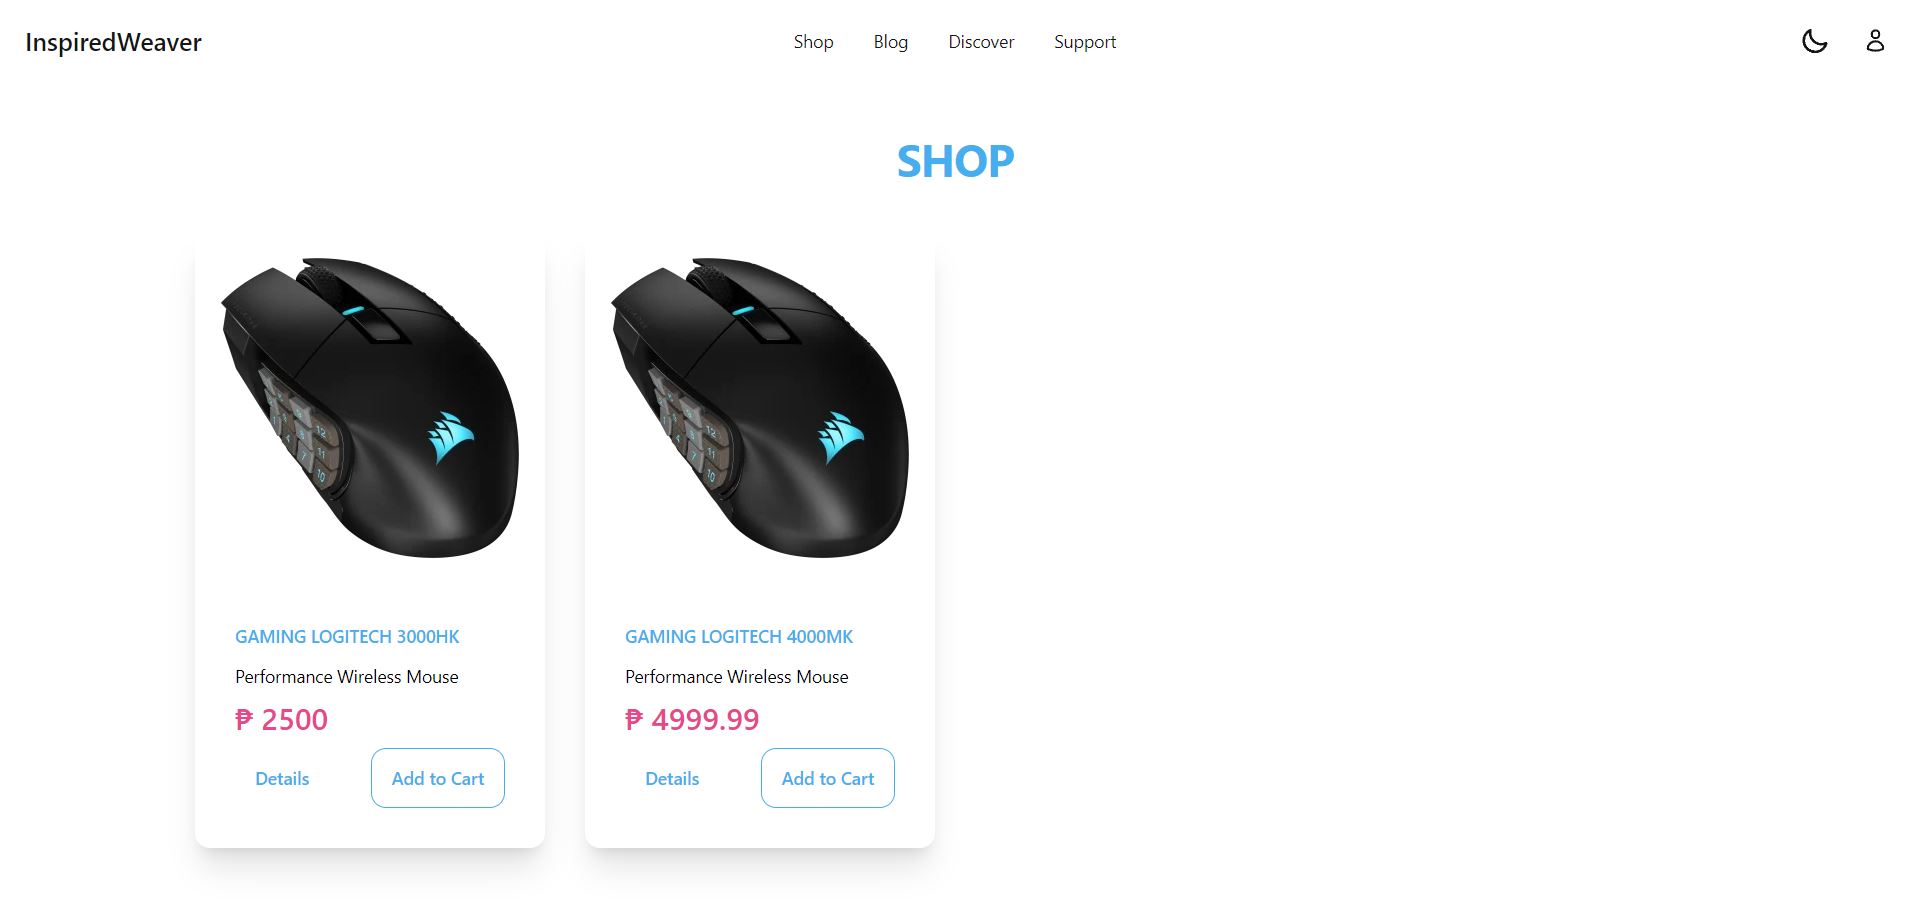 InspiredWeaver
Shop Blog Discover Support
SHOP
GAMING LOGITECH 3000HK
Performance Wireless Mouse
₱ 2500
Details Add to Cart
GAMING LOGITECH 4000MK
Performance Wireless Mouse
₱ 4999.99
Details Add to Cart